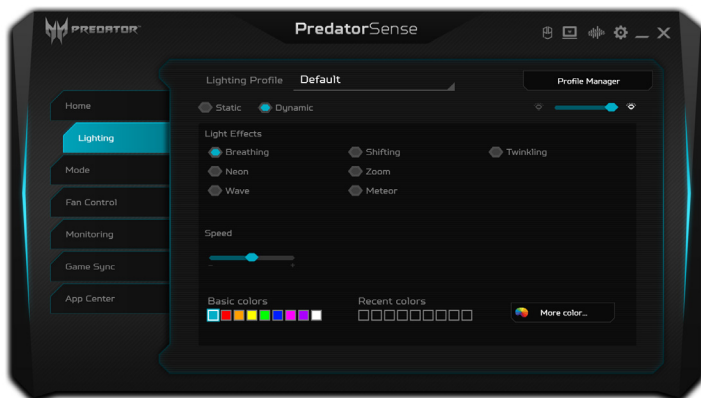 PREDATOR
PredatorSense
Lighting Profile Default
Profile Manager
Home
Lighting
Mode
Fan Control
Monitoring
Game Sync
App Center
Static Dynamic
Light Effects
Breathing Shifting Twinkling
Neon Zoom
Wave Meteor
Speed
- +
Basic colors Recent colors
More color...